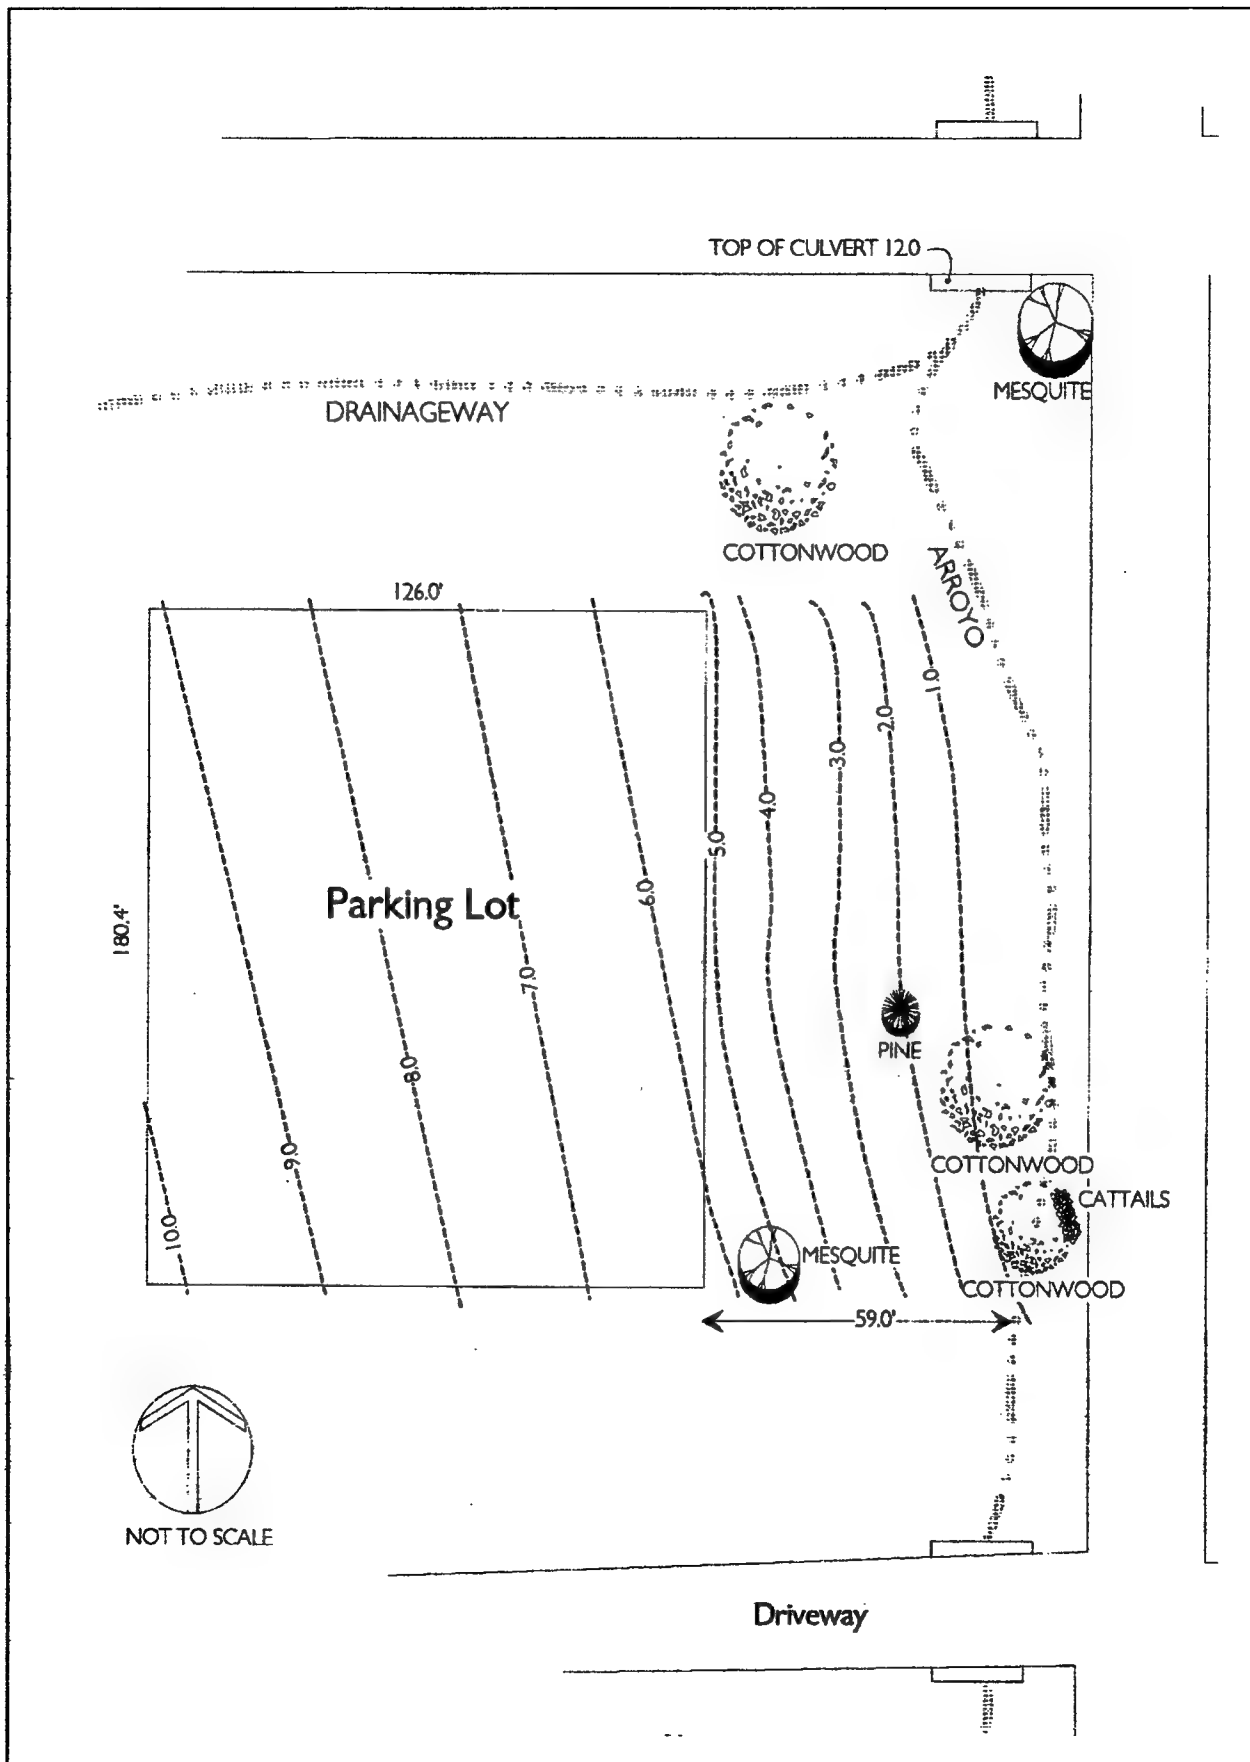 TOP OF CULVERT 12.0
MESQUITE
DRAINAGEWAY
COTTONWOOD
ARROYO
126.0'
1.0
2.0
3.0
4.0
5.0
6.0
Parking Lot
180.4'
7.0
8.0
9.0
10.0
PINE
COTTONWOOD
CATTAILS
MESQUITE
COTTONWOOD
59.0'
NOT TO SCALE
Driveway